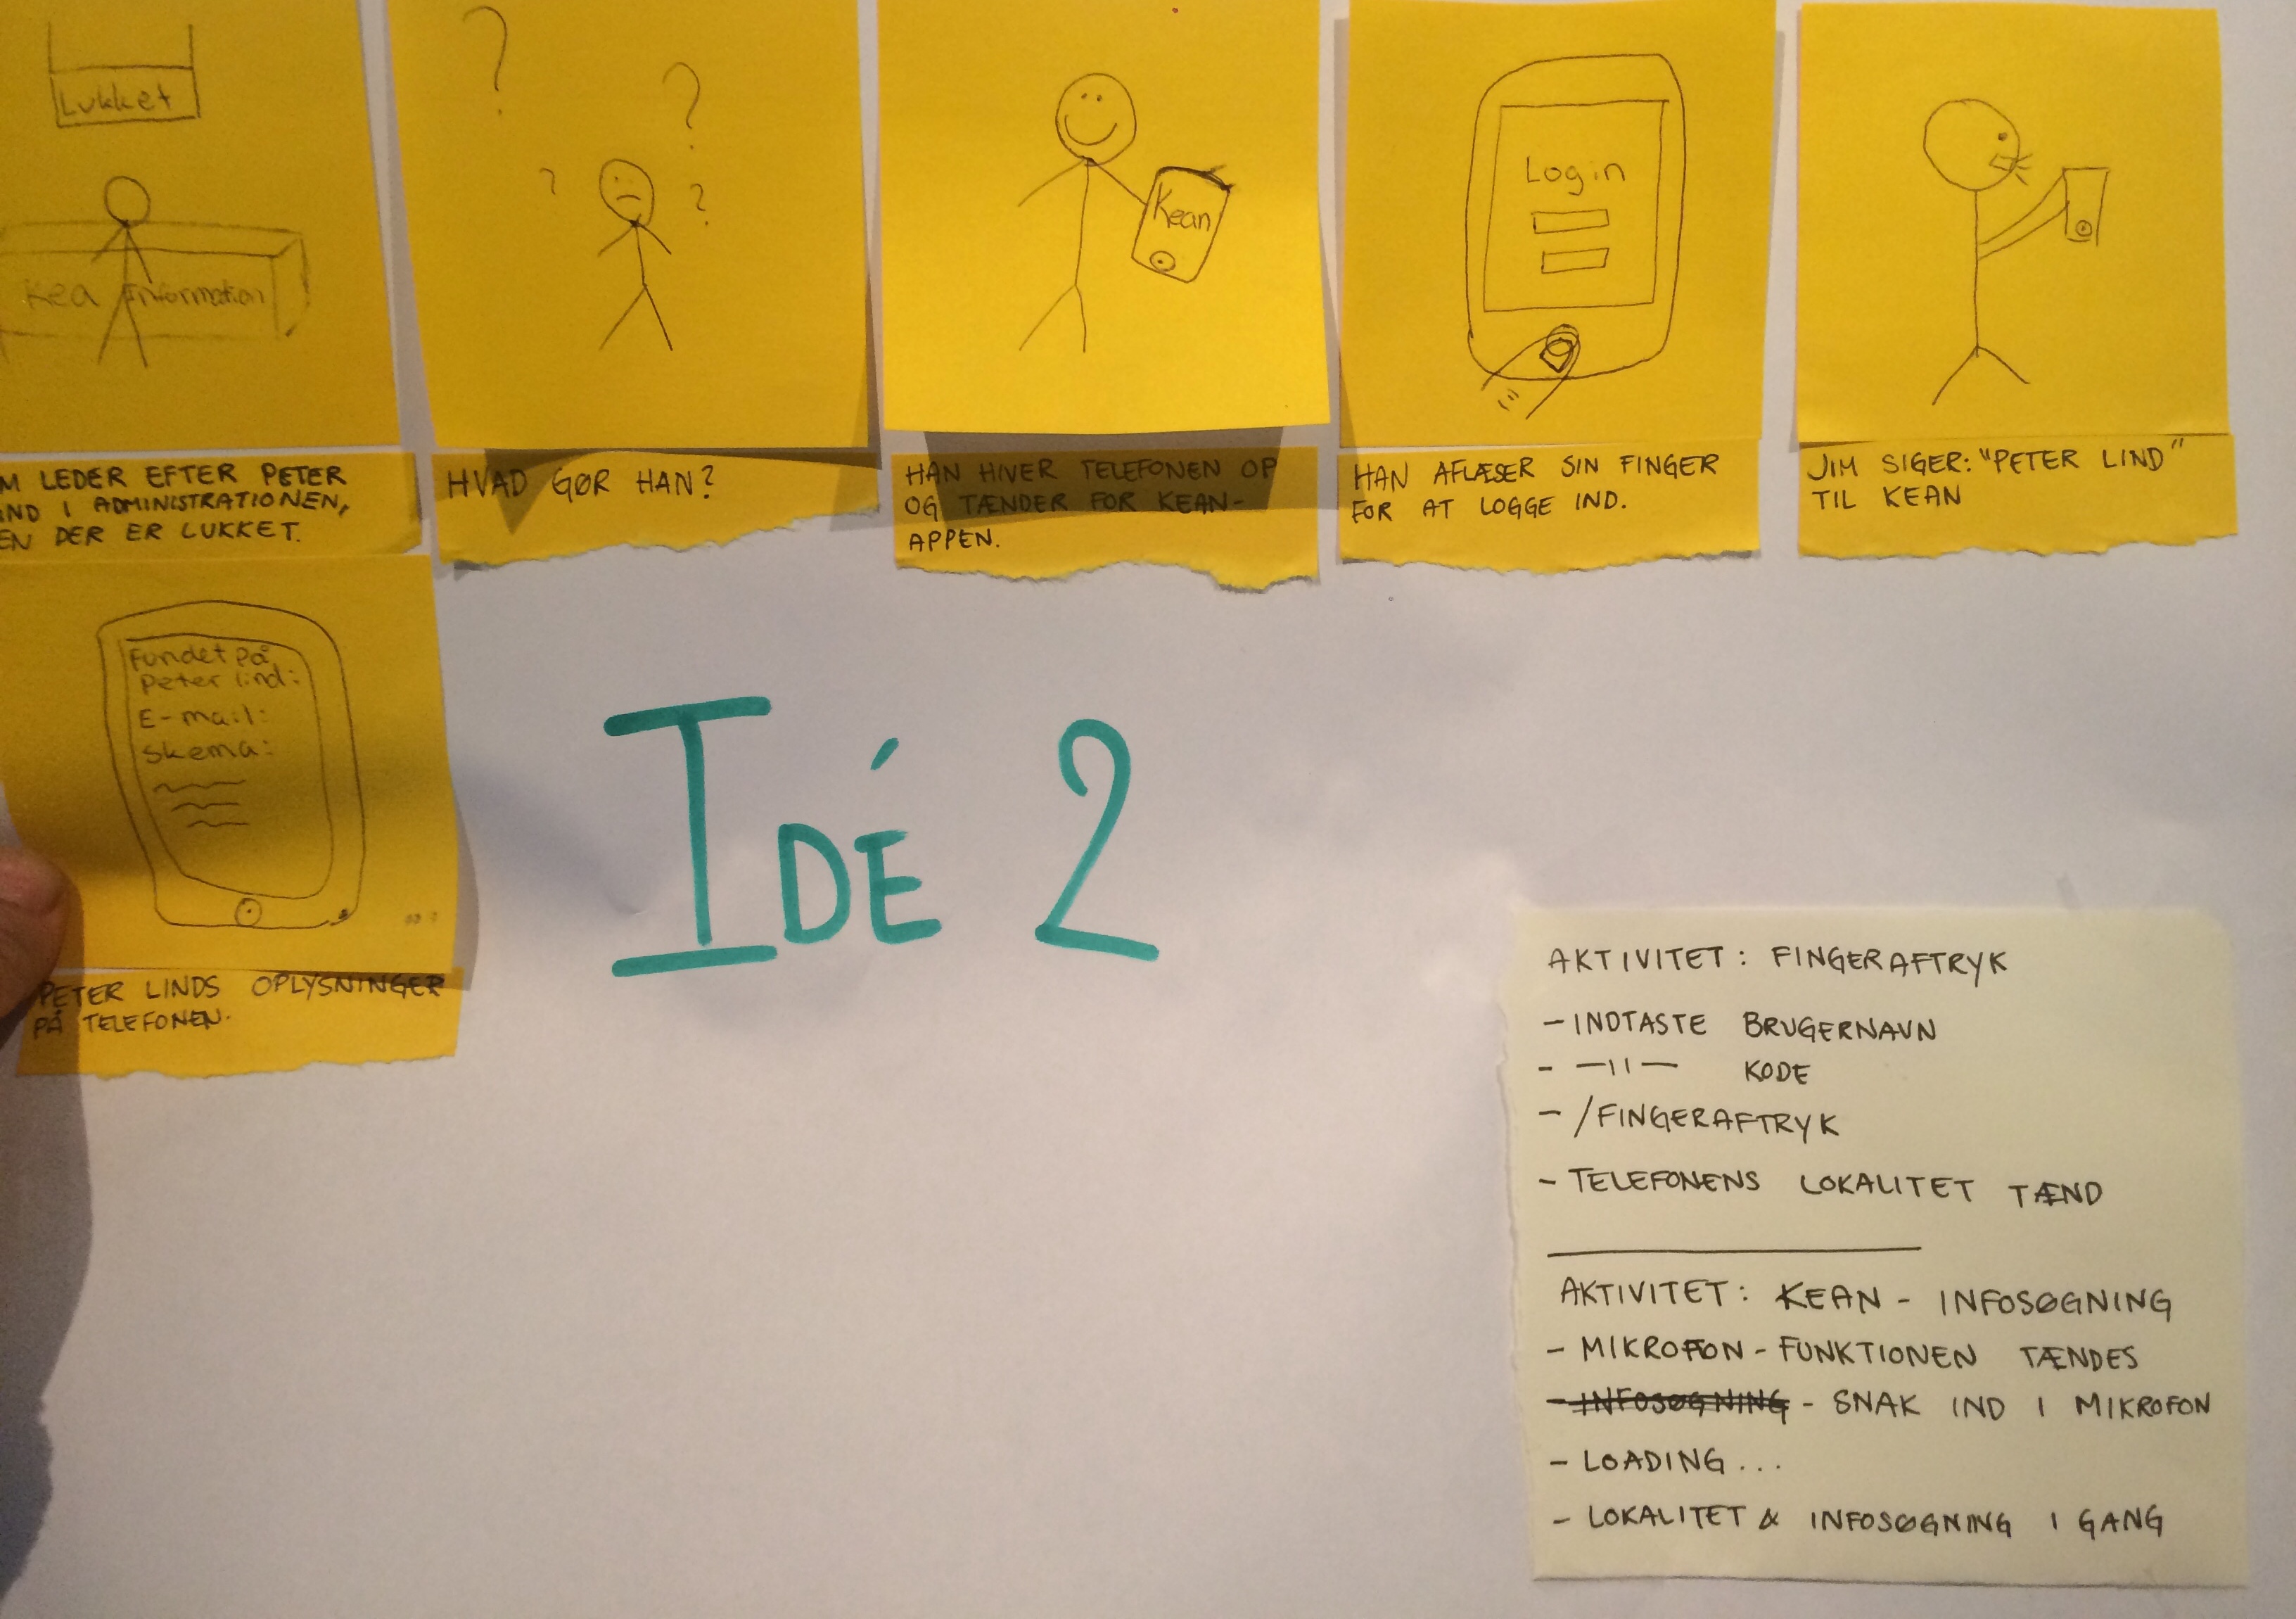 Lukket
Kea Information
M LEDER EFTER PETER
IND I ADMINISTRATIONEN,
EN DER ER LUKKET.
? ? ? ?
HVAD GØR HAN?
Kean
HAN HIVER TELEFONEN OP
OG TÆNDER FOR KEAN-
APPEN.
Login
HAN AFLÆSER SIN FINGER
FOR AT LOGGE IND.
JIM SIGER: "PETER LIND"
TIL KEAN
Fundet på
Peter lind:
E-mail:
Skema:
PETER LINDS OPLYSNINGER
PÅ TELEFONEN.
IDÉ 2
AKTIVITET: FINGERAFTRYK
- INDTASTE BRUGERNAVN
- —11— KODE
- /FINGERAFTRYK
- TELEFONENS LOKALITET TÆND
AKTIVITET: KEAN - INFOSØGNING
- MIKROFON-FUNKTIONEN TÆNDES
- INFOSØGNING - SNAK IND I MIKROFON
- LOADING...
- LOKALITET & INFOSØGNING I GANG